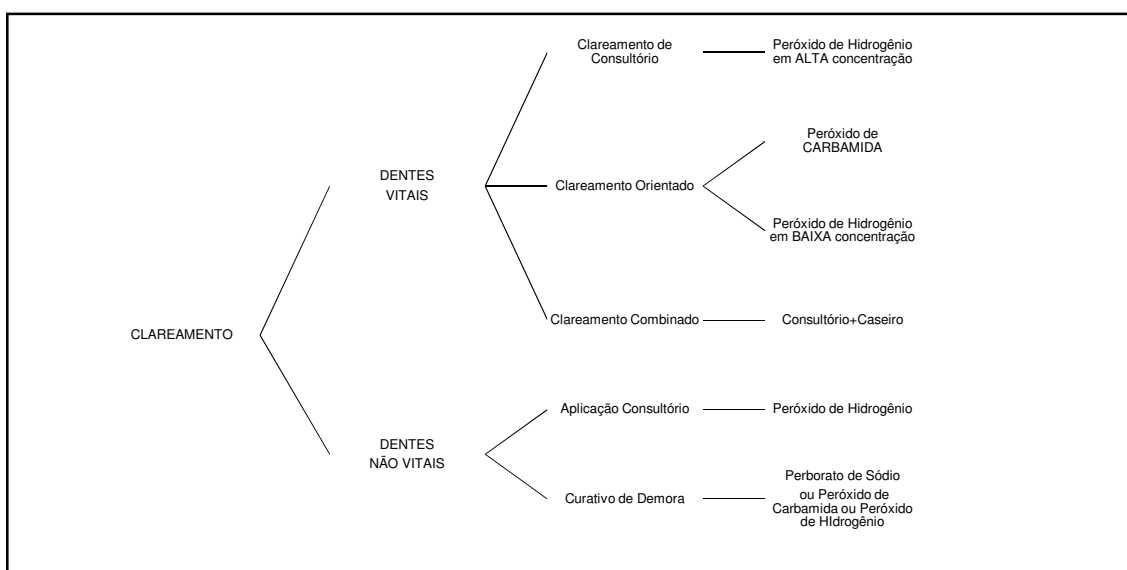 Clareamento de
Consultório
Peróxido de Hidrogênio
em ALTA concentração
Peróxido de
CARBAMIDA
DENTES
VITAIS
Clareamento Orientado
Peróxido de Hidrogênio
em BAIXA concentração
Clareamento Combinado
Consultório+Caseiro
CLAREAMENTO
Aplicação Consultório
Peróxido de Hidrogênio
DENTES
NÃO VITAIS
Curativo de Demora
Perborato de Sódio
ou Peróxido de
Carbamida ou Peróxido
de HIdrogênio